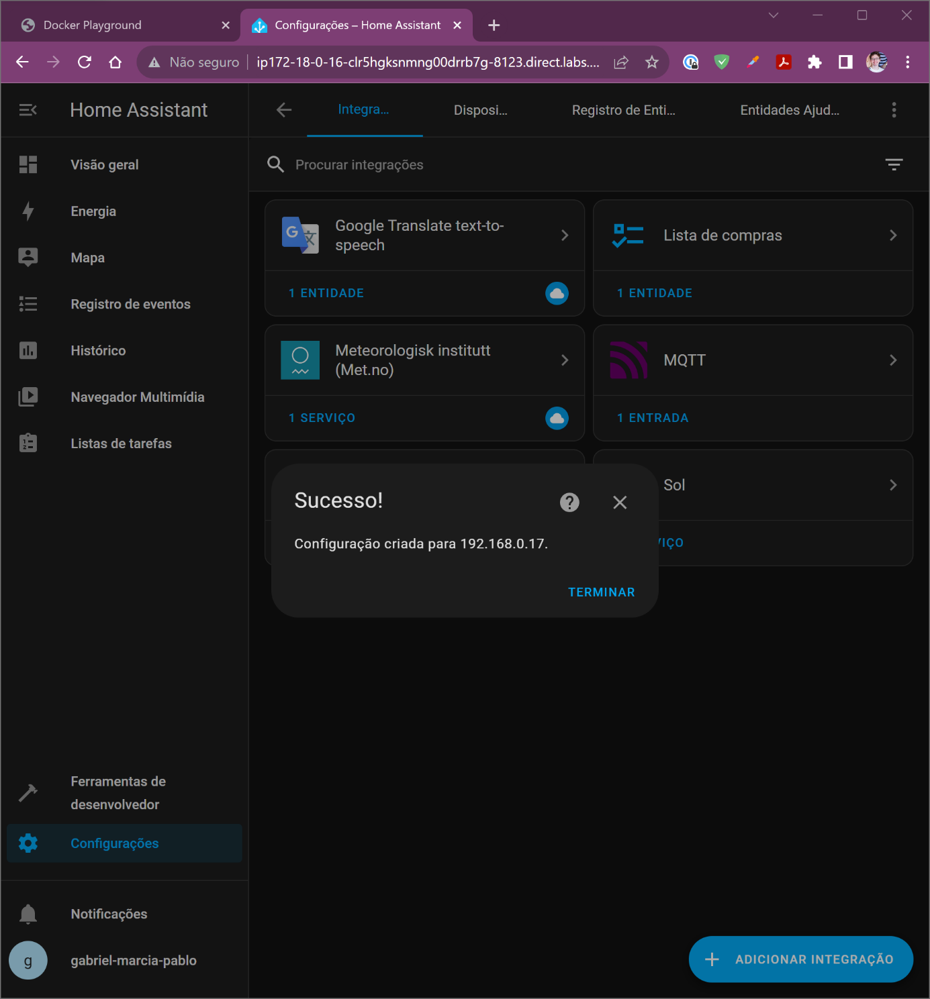 Docker Playground
Configurações – Home Assistant
Não seguro
ip172-18-0-16-clr5hgksnmng00drrb7g-8123.direct.labs....
Home Assistant
Integra...
Disposi...
Registro de Enti...
Entidades Ajud...
Visão geral
Energia
Mapa
Registro de eventos
Histórico
Navegador Multimídia
Listas de tarefas
Ferramentas de
desenvolvedor
Configurações
Notificações
g
gabriel-marcia-pablo
Procurar integrações
G
Google Translate text-to-
speech
1 ENTIDADE
Lista de compras
1 ENTIDADE
Meteorologisk institutt
(Met.no)
1 SERVIÇO
MQTT
1 ENTRADA
Sol
VIÇO
Sucesso!
Configuração criada para 192.168.0.17.
TERMINAR
ADICIONAR INTEGRAÇÃO